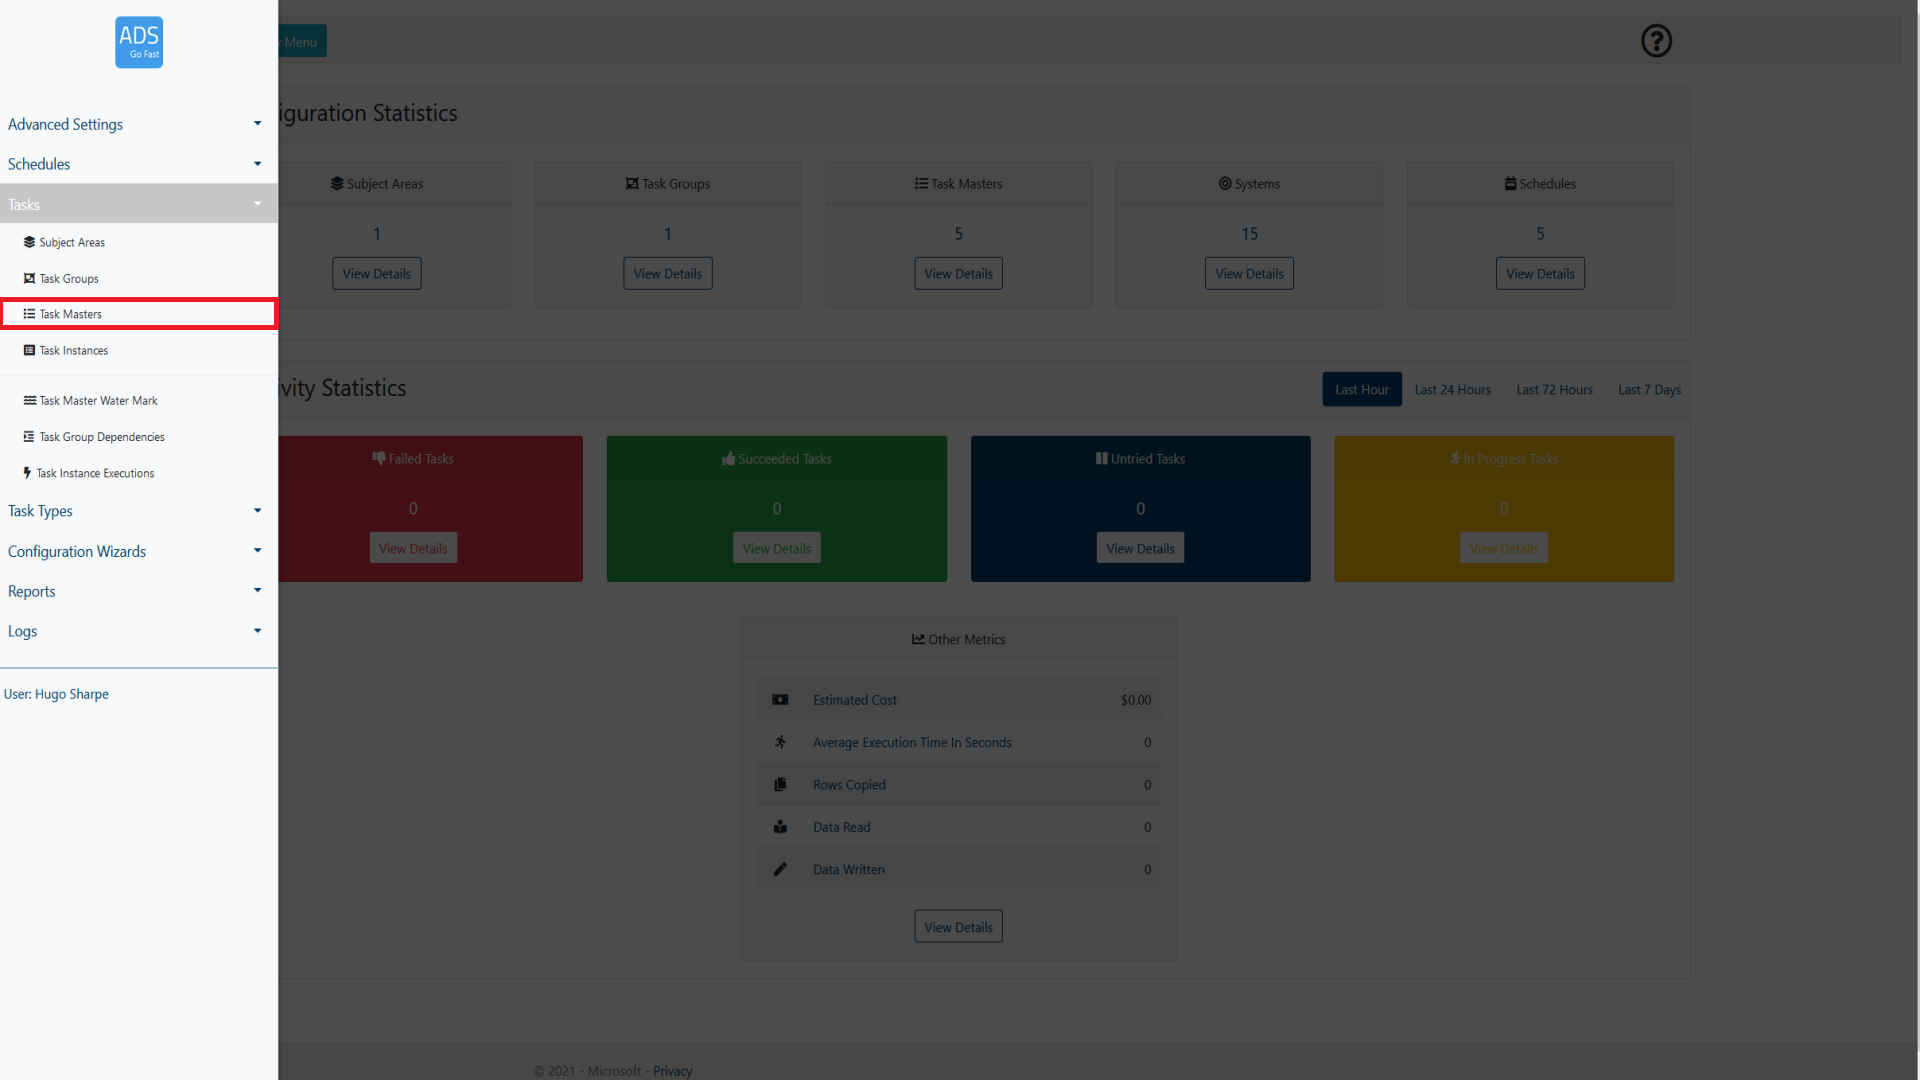 ADS
Go Fast
Advanced Settings
Schedules
Tasks
Subject Areas
Task Groups
Task Masters
Task Instances
Task Master Water Mark
Task Group Dependencies
Task Instance Executions
Task Types
Configuration Wizards
Reports
Logs
User: Hugo Sharpe
Menu
iguration Statistics
Subject Areas
1
View Details
Task Groups
1
View Details
Task Masters
5
View Details
Systems
15
View Details
Schedules
5
View Details
ivity Statistics
Last Hour
Last 24 Hours
Last 72 Hours
Last 7 Days
Failed Tasks
0
View Details
Succeeded Tasks
0
View Details
Untried Tasks
0
View Details
In Progress Tasks
0
View Details
Other Metrics
Estimated Cost $0.00
Average Execution Time In Seconds 0
Rows Copied 0
Data Read 0
Data Written 0
View Details
© 2021 - Microsoft - Privacy